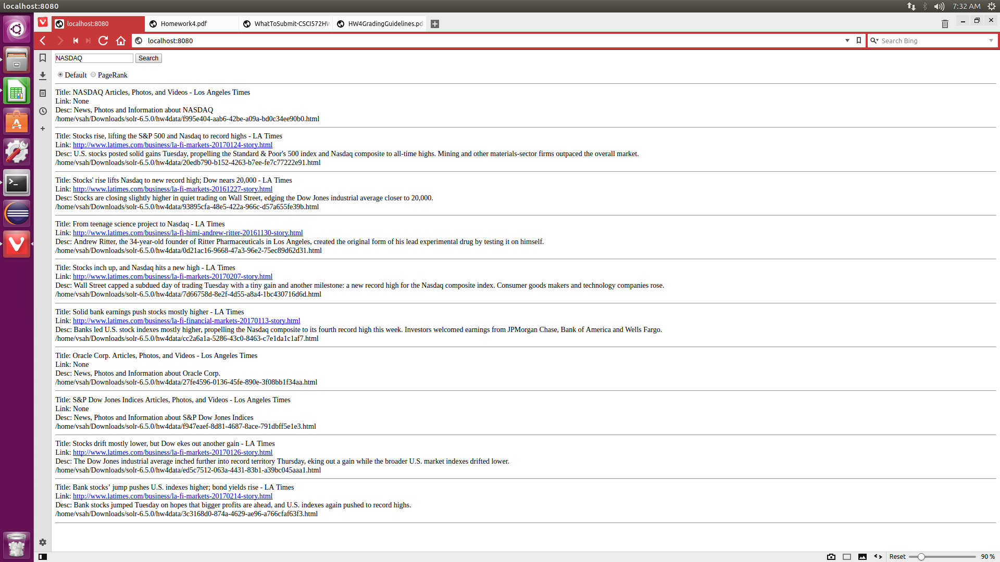 localhost:8080
7:32 AM
localhost:8080
Homework4.pdf
WhatToSubmit-CSCI572HW
HW4GradingGuidelines.pd
localhost:8080
Search Bing
NASDAQ
Search
Default PageRank
Title: NASDAQ Articles, Photos, and Videos - Los Angeles Times
Link: None
Desc: News, Photos and Information about NASDAQ
/home/vsah/Downloads/solr-6.5.0/hw4data/f995e404-aab6-42be-a09a-bd0c34ee90b0.html
Title: Stocks rise, lifting the S&P 500 and Nasdaq to record highs - LA Times
Link: http://www.latimes.com/business/la-fi-markets-20170124-story.html
Desc: U.S. stocks posted solid gains Tuesday, propelling the Standard & Poor's 500 index and Nasdaq composite to all-time highs. Mining and other materials-sector firms outpaced the overall market.
/home/vsah/Downloads/solr-6.5.0/hw4data/20edb790-b152-4263-b7ee-fe7c77222e91.html
Title: Stocks' rise lifts Nasdaq to new record high; Dow nears 20,000 - LA Times
Link: http://www.latimes.com/business/la-fi-markets-20161227-story.html
Desc: Stocks are closing slightly higher in quiet trading on Wall Street, edging the Dow Jones industrial average closer to 20,000.
/home/vsah/Downloads/solr-6.5.0/hw4data/93895cfa-48e5-422a-966c-d57a655fe39b.html
Title: From teenage science project to Nasdaq - LA Times
Link: http://www.latimes.com/business/la-fi-himi-andrew-ritter-20161130-story.html
Desc: Andrew Ritter, the 34-year-old founder of Ritter Pharmaceuticals in Los Angeles, created the original form of his lead experimental drug by testing it on himself.
/home/vsah/Downloads/solr-6.5.0/hw4data/0d21ac16-9668-47a3-96e2-75ec89d62d31.html
Title: Stocks inch up, and Nasdaq hits a new high - LA Times
Link: http://www.latimes.com/business/la-fi-markets-20170207-story.html
Desc: Wall Street capped a subdued day of trading Tuesday with a tiny gain and another milestone: a new record high for the Nasdaq composite index. Consumer goods makers and technology companies rose.
/home/vsah/Downloads/solr-6.5.0/hw4data/7d66758d-8e2f-4d55-a8a4-1bc430716d6d.html
Title: Solid bank earnings push stocks mostly higher - LA Times
Link: http://www.latimes.com/business/la-fi-financial-markets-20170113-story.html
Desc: Banks led U.S. stock indexes mostly higher, propelling the Nasdaq composite to its fourth record high this week. Investors welcomed earnings from JPMorgan Chase, Bank of America and Wells Fargo.
/home/vsah/Downloads/solr-6.5.0/hw4data/cc2a6a1a-5286-43c0-8463-c7e1da1c1af7.html
Title: Oracle Corp. Articles, Photos, and Videos - Los Angeles Times
Link: None
Desc: News, Photos and Information about Oracle Corp.
/home/vsah/Downloads/solr-6.5.0/hw4data/27fe4596-0136-45fe-890e-3f08bb1f34aa.html
Title: S&P Dow Jones Indices Articles, Photos, and Videos - Los Angeles Times
Link: None
Desc: News, Photos and Information about S&P Dow Jones Indices
/home/vsah/Downloads/solr-6.5.0/hw4data/f947eaef-8d81-4687-8ace-791dbff5e1e3.html
Title: Stocks drift mostly lower, but Dow ekes out another gain - LA Times
Link: http://www.latimes.com/business/la-fi-markets-20170126-story.html
Desc: The Dow Jones industrial average inched further into record territory Thursday, eking out a gain while the broader U.S. market indexes drifted lower.
/home/vsah/Downloads/solr-6.5.0/hw4data/ed5c7512-063a-4431-83b1-a39bc045aaa1.html
Title: Bank stocks’ jump pushes U.S. indexes higher; bond yields rise - LA Times
Link: http://www.latimes.com/business/la-fi-markets-20170214-story.html
Desc: Bank stocks jumped Tuesday on hopes that bigger profits are ahead, and U.S. indexes again pushed to record highs.
/home/vsah/Downloads/solr-6.5.0/hw4data/3c3168d0-874a-4629-ae96-a766cfaf63f3.html
Reset 90 %